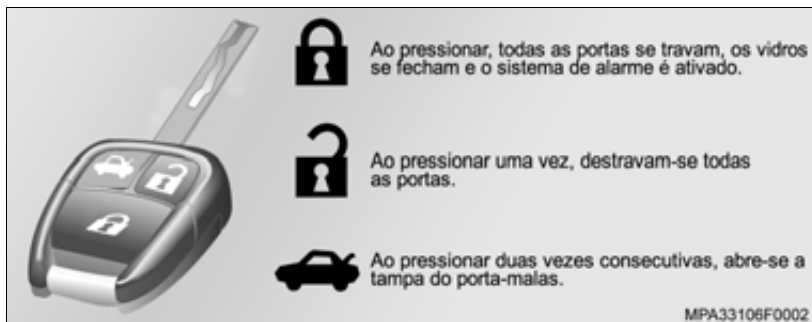 Ao pressionar, todas as portas se travam, os vidros
se fecham e o sistema de alarme é ativado.
Ao pressionar uma vez, destravam-se todas
as portas.
Ao pressionar duas vezes consecutivas, abre-se a
tampa do porta-malas.
MPA33106F0002